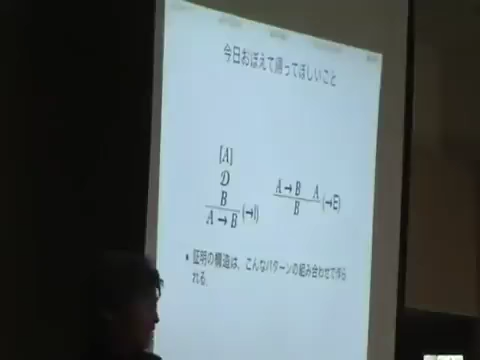 今日おぼえて帰ってほしいこと
[A]
𝒟
B
A → B (→I)
A → B A
B (→E)
• 証明の構造は、こんなパターンの組み合わせで作ら
れる.